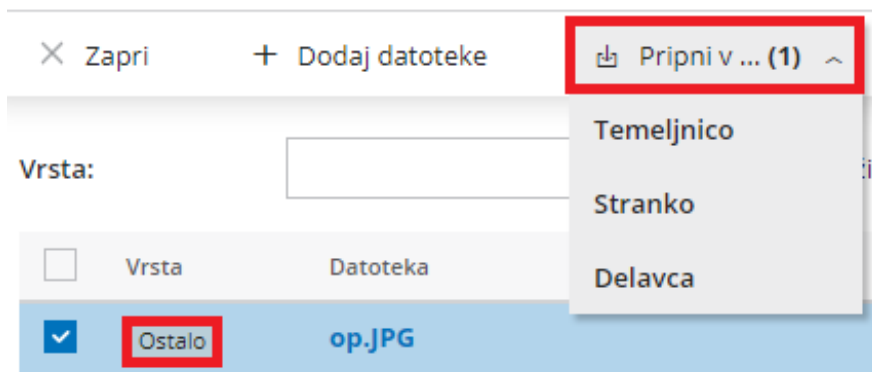 Zapri
Dodaj datoteke
Pripni v ... (1)
Temeljnico
Vrsta:
Stranko
Vrsta Datoteka
Delavca
Ostalo op.JPG